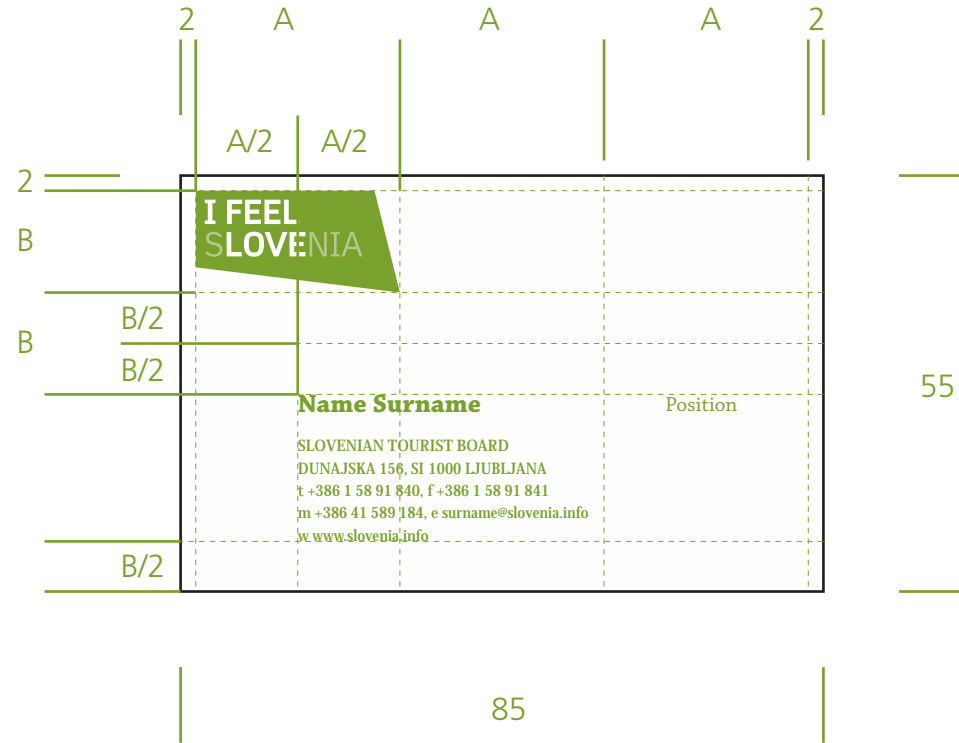 2 A A A 2
A/2 A/2
2
B
I FEEL
SLOVENIA
B/2
B
B/2
55
Name Surname Position
SLOVENIAN TOURIST BOARD
DUNAJSKA 156, SI 1000 LJUBLJANA
t +386 1 58 91 840, f +386 1 58 91 841
m +386 41 589 184, e surname@slovenia.info
w www.slovenia.info
B/2
85